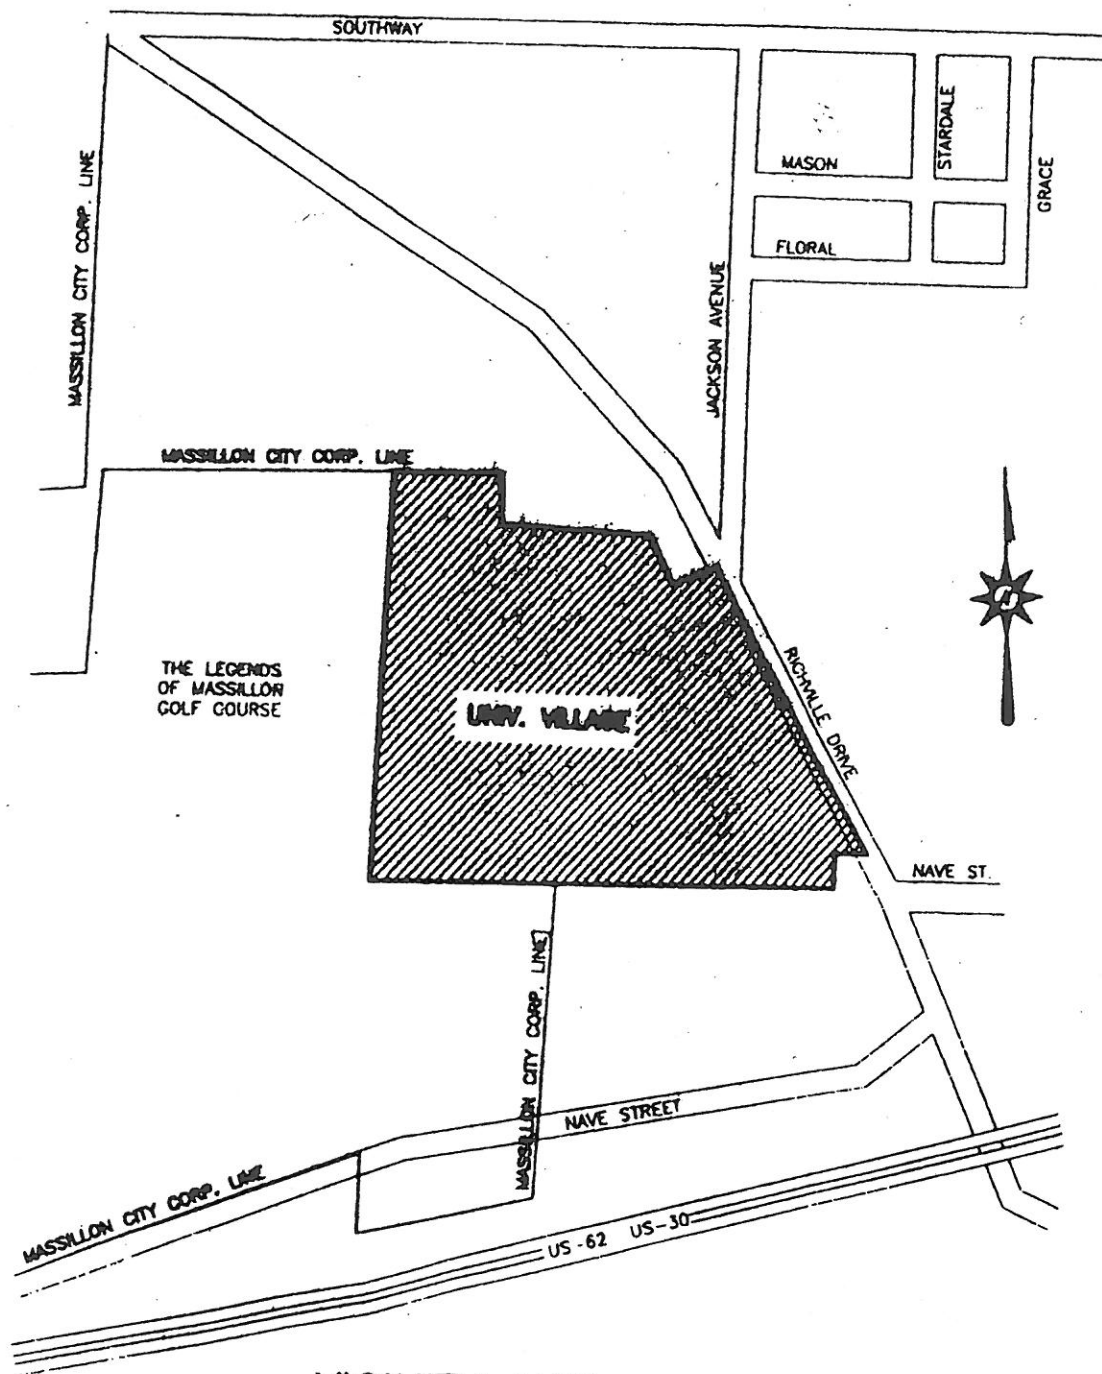 SOUTHWAY
STARDALE
MASON
GRACE
FLORAL
MASSILLON CITY CORP. LINE
JACKSON AVENUE
MASSILLON CITY CORP. LINE
THE LEGENDS
OF MASSILLON
GOLF COURSE
UNIV. VILLAGE
RICHVILLE DRIVE
NAVE ST.
MASSILLON CITY CORP. LINE
NAVE STREET
MASSILLON CITY CORP. LINE
US-62 US-30